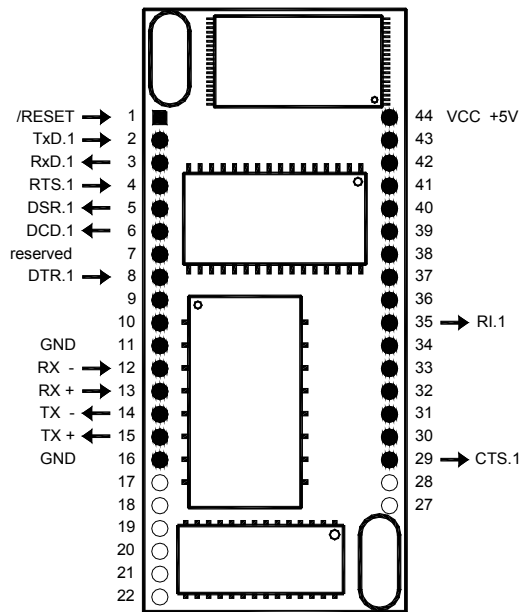 /RESET 1 44 VCC +5V
TxD.1 2 43
RxD.1 3 42
RTS.1 4 41
DSR.1 5 40
DCD.1 6 39
reserved 7 38
DTR.1 8 37
9 36
10 35 RI.1
GND 11 34
RX - 12 33
RX + 13 32
TX - 14 31
TX + 15 30
GND 16 29 CTS.1
17 28
18 27
19
20
21
22